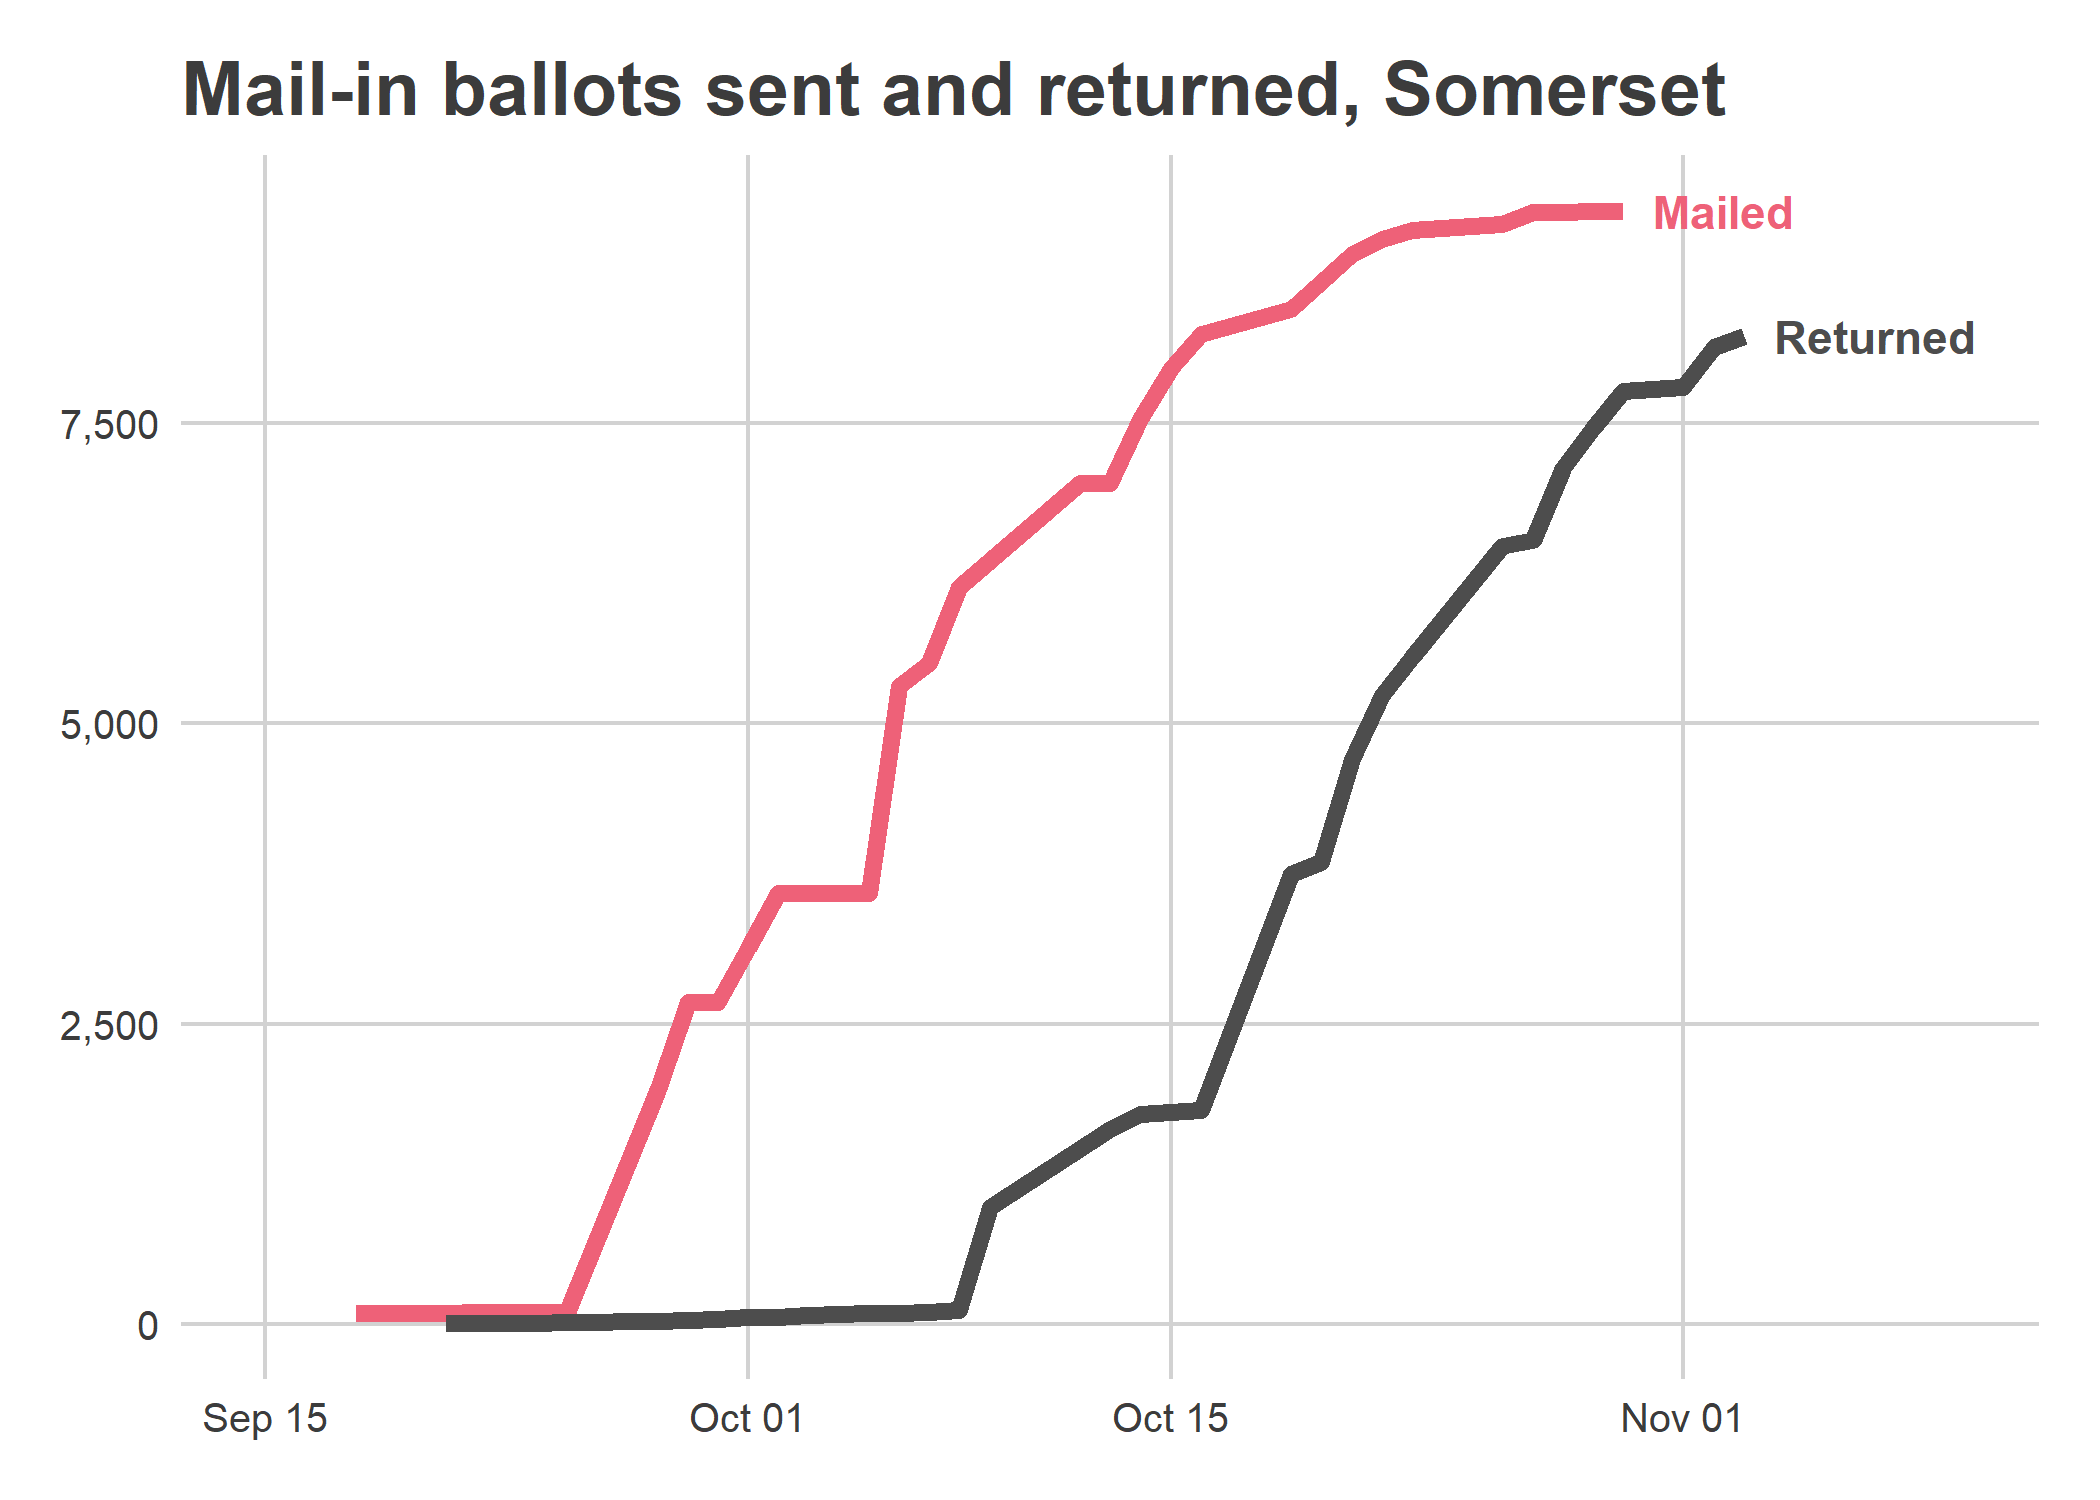 Mail-in ballots sent and returned, Somerset
Mailed
Returned
7,500
5,000
2,500
0
Sep 15
Oct 01
Oct 15
Nov 01